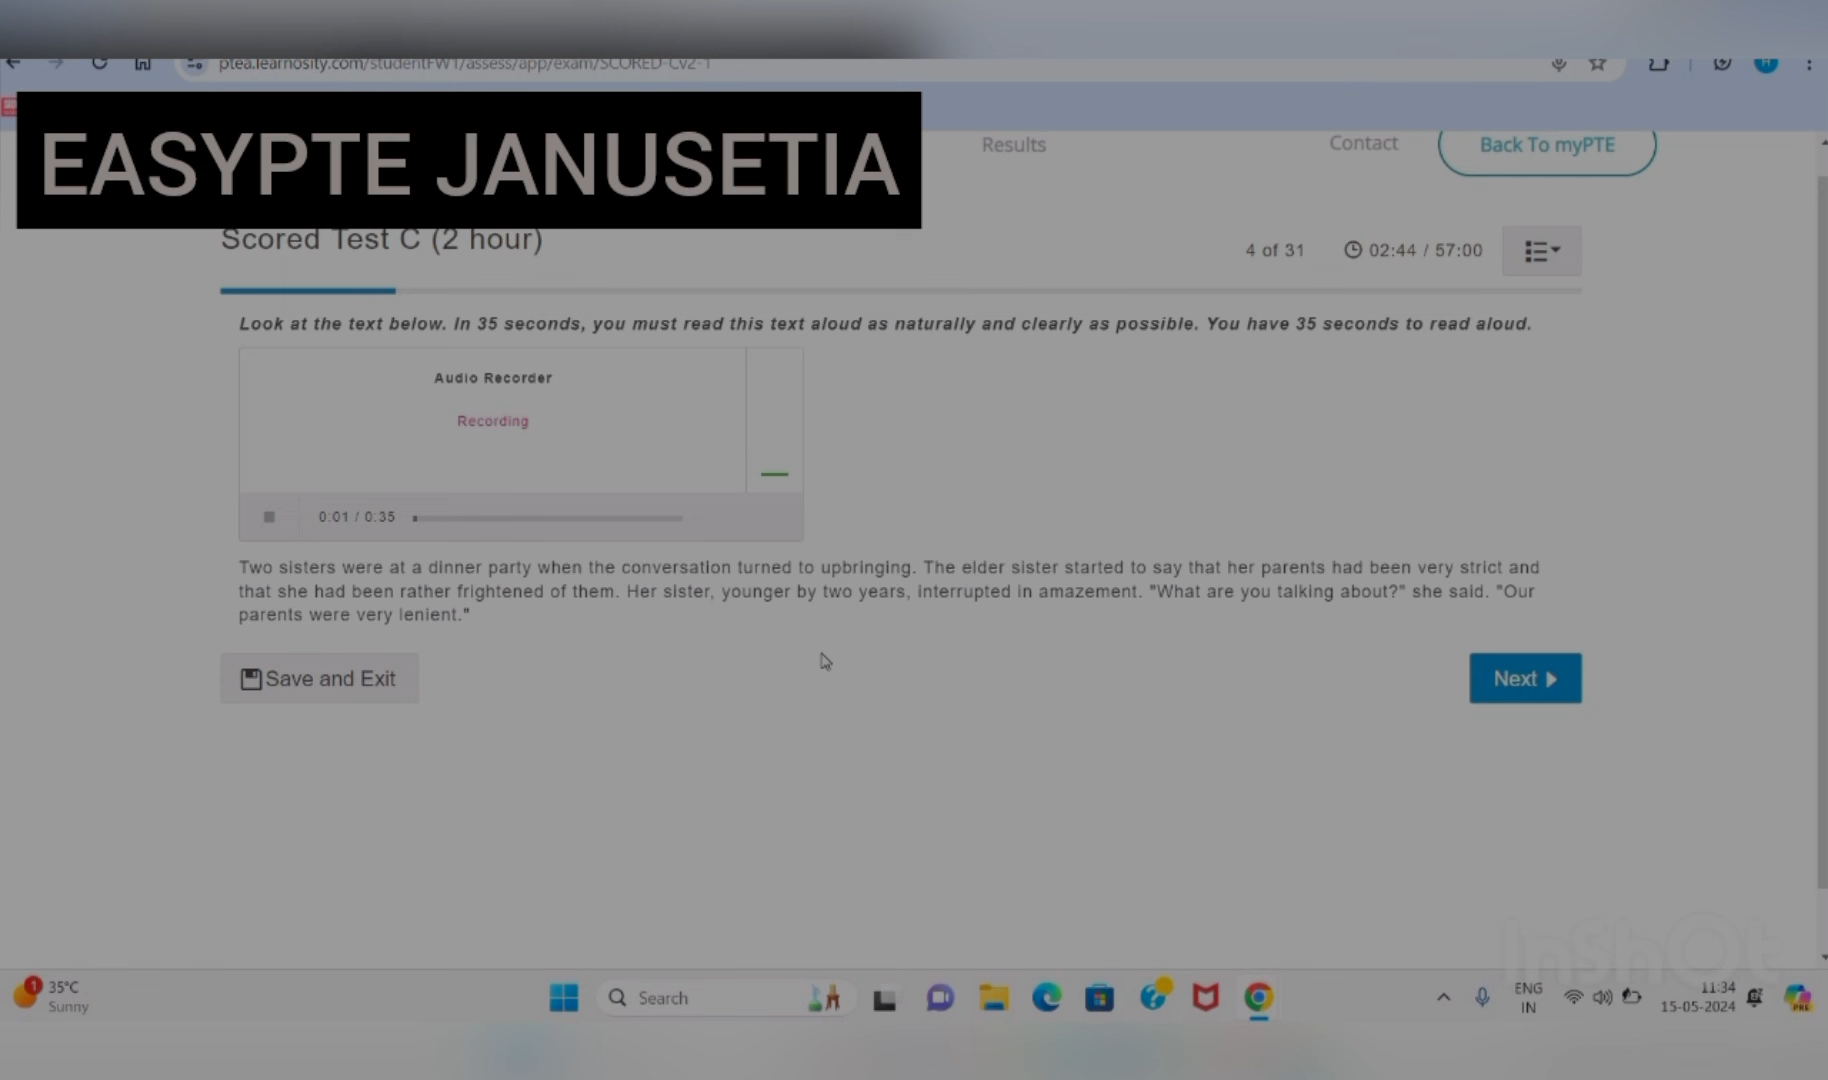 ptea.learnosity.com/studentFW1/assess/app/exam/SCORED-Cv2-1
H
EASYPTE JANUSETIA
Results
Contact
Back To myPTE
Scored Test C (2 hour)
4 of 31
02:44 / 57:00
Look at the text below. In 35 seconds, you must read this text aloud as naturally and clearly as possible. You have 35 seconds to read aloud.
Audio Recorder
Recording
0:01 / 0:35
Two sisters were at a dinner party when the conversation turned to upbringing. The elder sister started to say that her parents had been very strict and
that she had been rather frightened of them. Her sister, younger by two years, interrupted in amazement. "What are you talking about?" she said. "Our
parents were very lenient."
Save and Exit
Next
InShOt
1
35°C
Sunny
Search
ENG
IN
11:34
15-05-2024
PRE